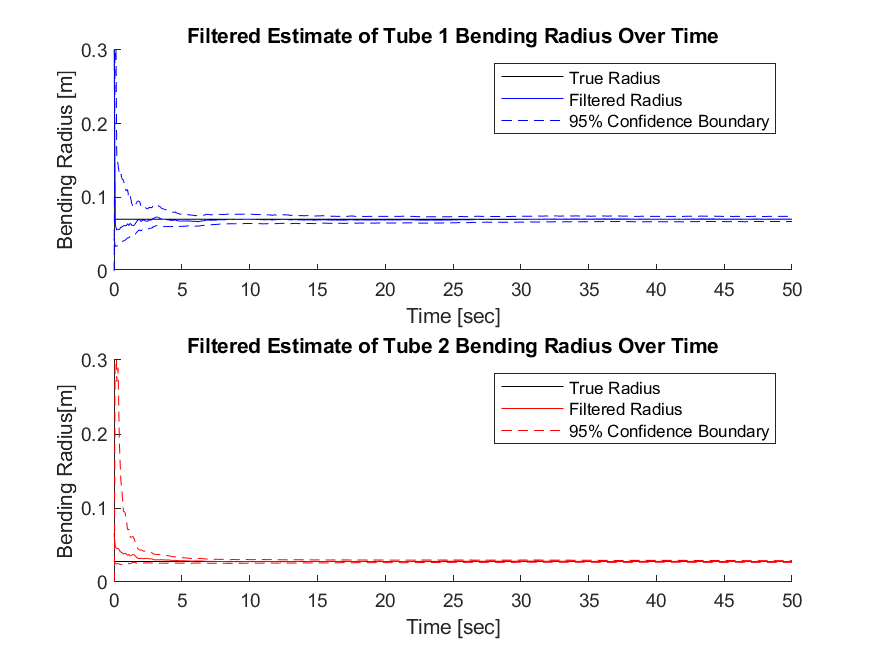 Filtered Estimate of Tube 1 Bending Radius Over Time
Bending Radius [m]
0.3
0.2
0.1
0
True Radius
Filtered Radius
95% Confidence Boundary
0 5 10 15 20 25 30 35 40 45 50
Time [sec]
Filtered Estimate of Tube 2 Bending Radius Over Time
Bending Radius[m]
0.3
0.2
0.1
0
True Radius
Filtered Radius
95% Confidence Boundary
0 5 10 15 20 25 30 35 40 45 50
Time [sec]